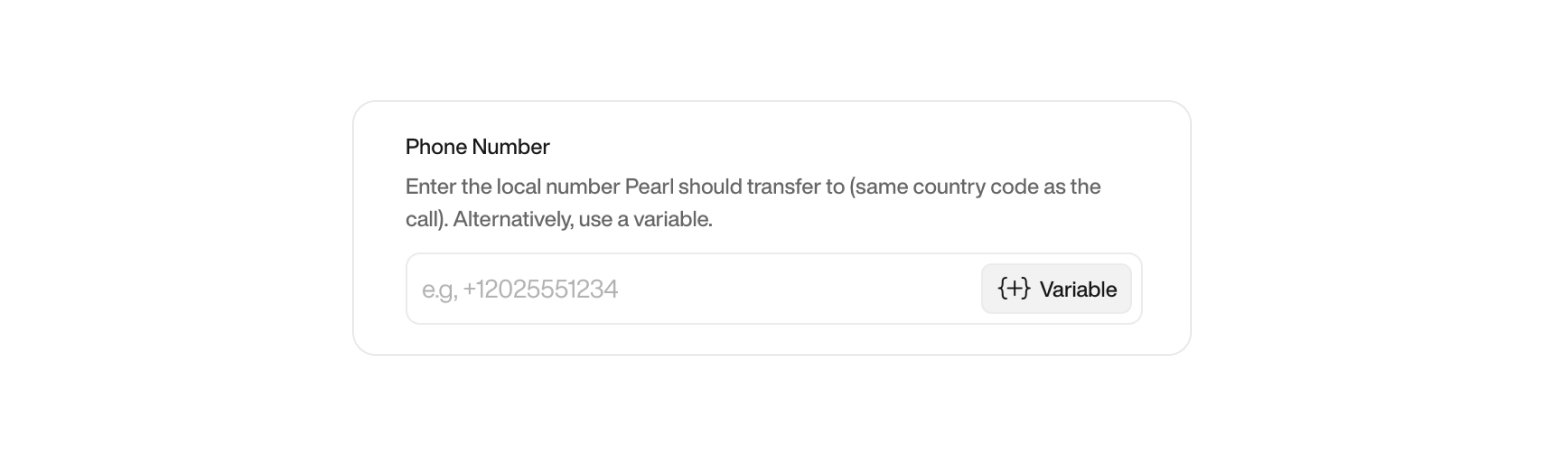 Phone Number
Enter the local number Pearl should transfer to (same country code as the
call). Alternatively, use a variable.
e.g, +12025551234
{+} Variable